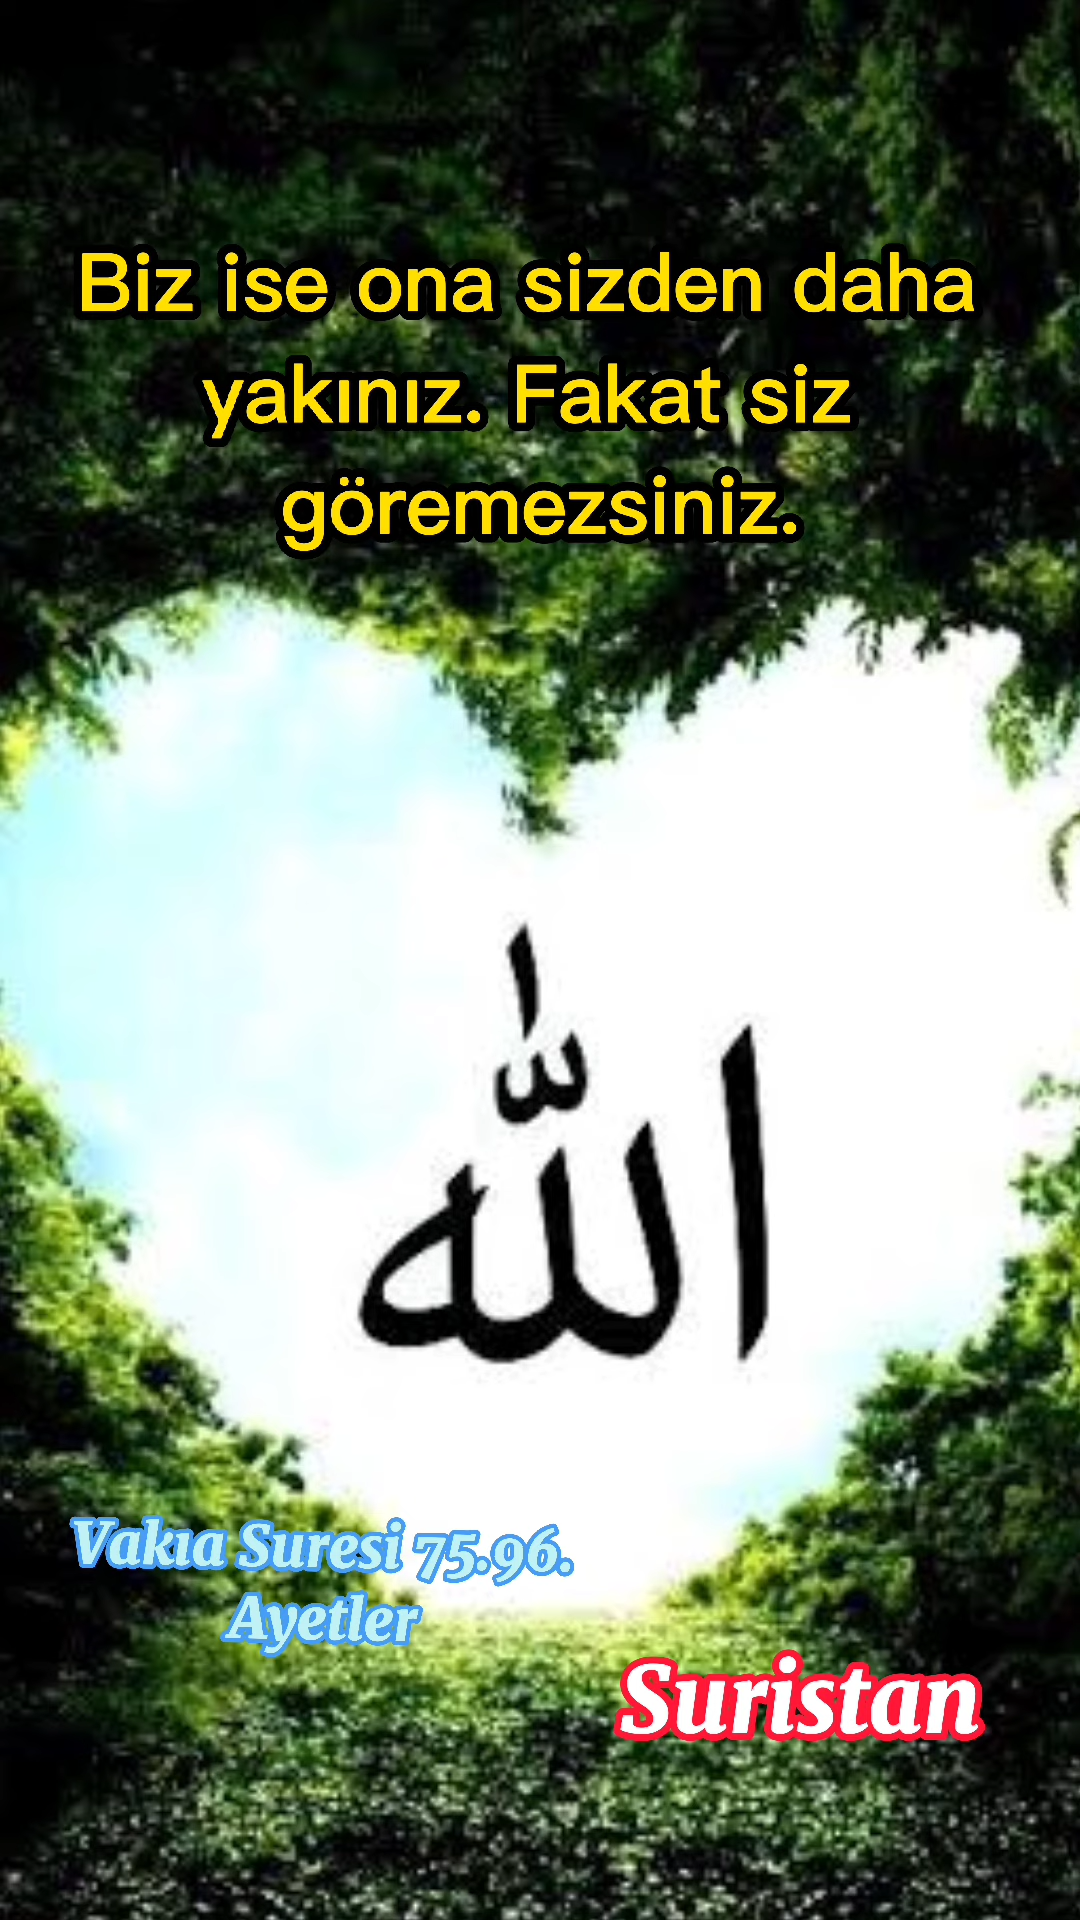 Biz ise ona sizden daha
yakınız. Fakat siz
göremezsiniz.
الله
Vakıa Suresi 75.96.
Ayetler
Suristan